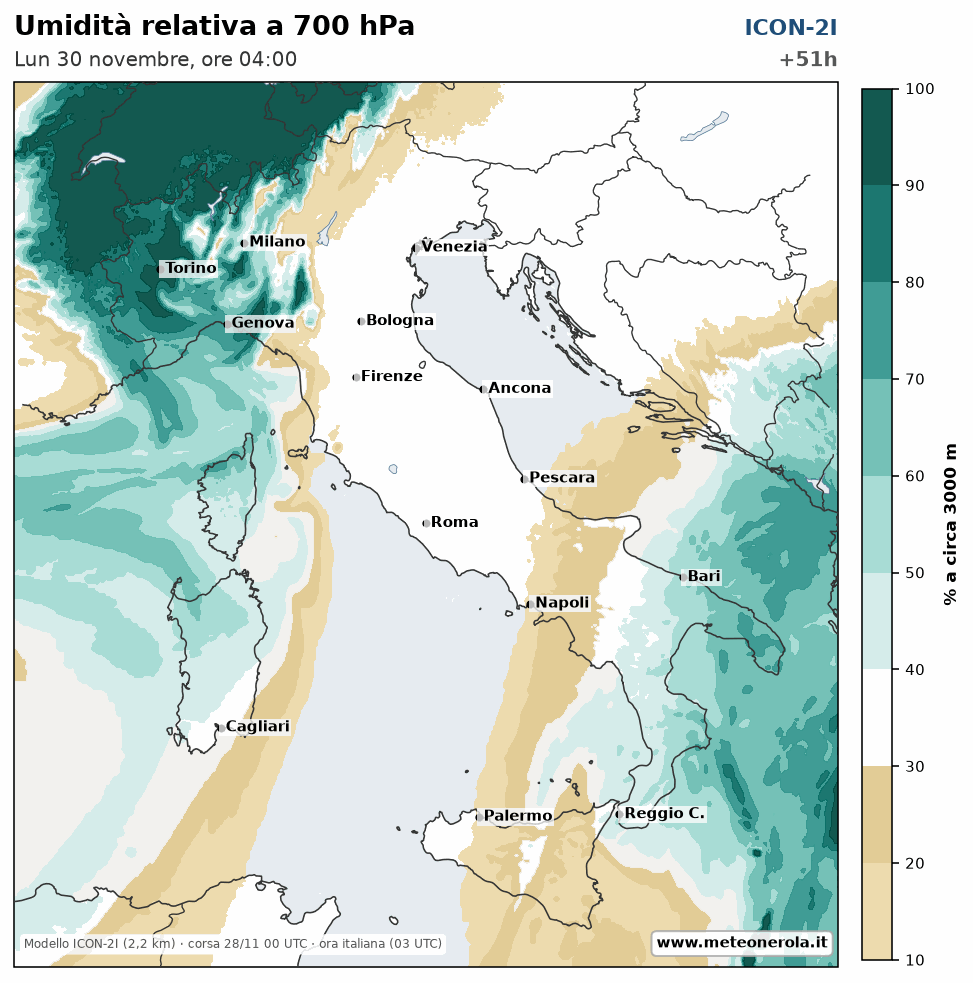 Umidità relativa a 700 hPa
ICON-2I
Lun 30 novembre, ore 04:00
+51h
Milano
Venezia
Torino
Genova
Bologna
Firenze
Ancona
Pescara
Roma
Bari
Napoli
Cagliari
Palermo
Reggio C.
100
90
80
70
60
50
40
30
20
10
% a circa 3000 m
Modello ICON-2I (2,2 km) · corsa 28/11 00 UTC · ora italiana (03 UTC)
www.meteonerola.it